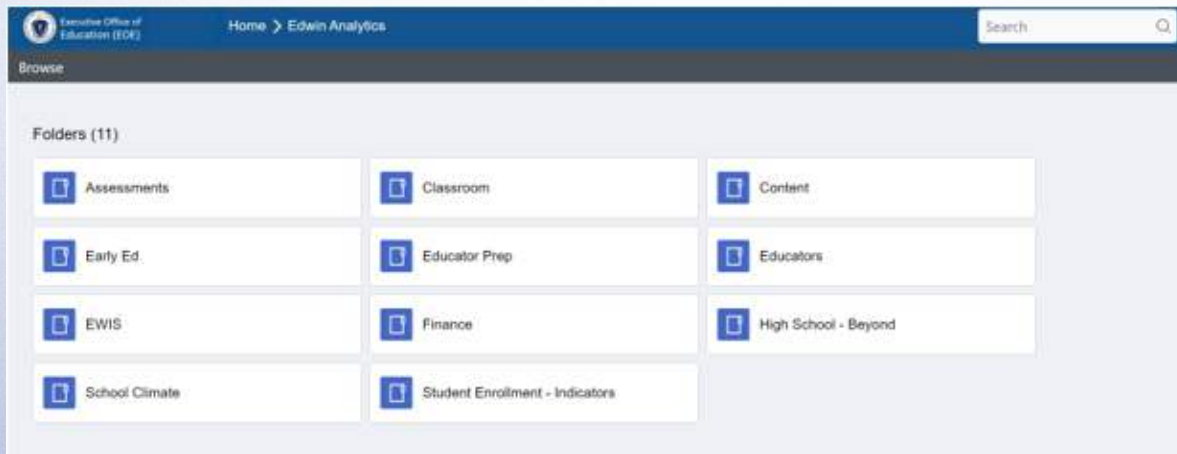 Executive Office of
Education (EOE)
Home > Edwin Analytics
Search
Browse
Folders (11)
Assessments
Classroom
Content
Early Ed
Educator Prep
Educators
EWIS
Finance
High School - Beyond
School Climate
Student Enrollment - Indicators